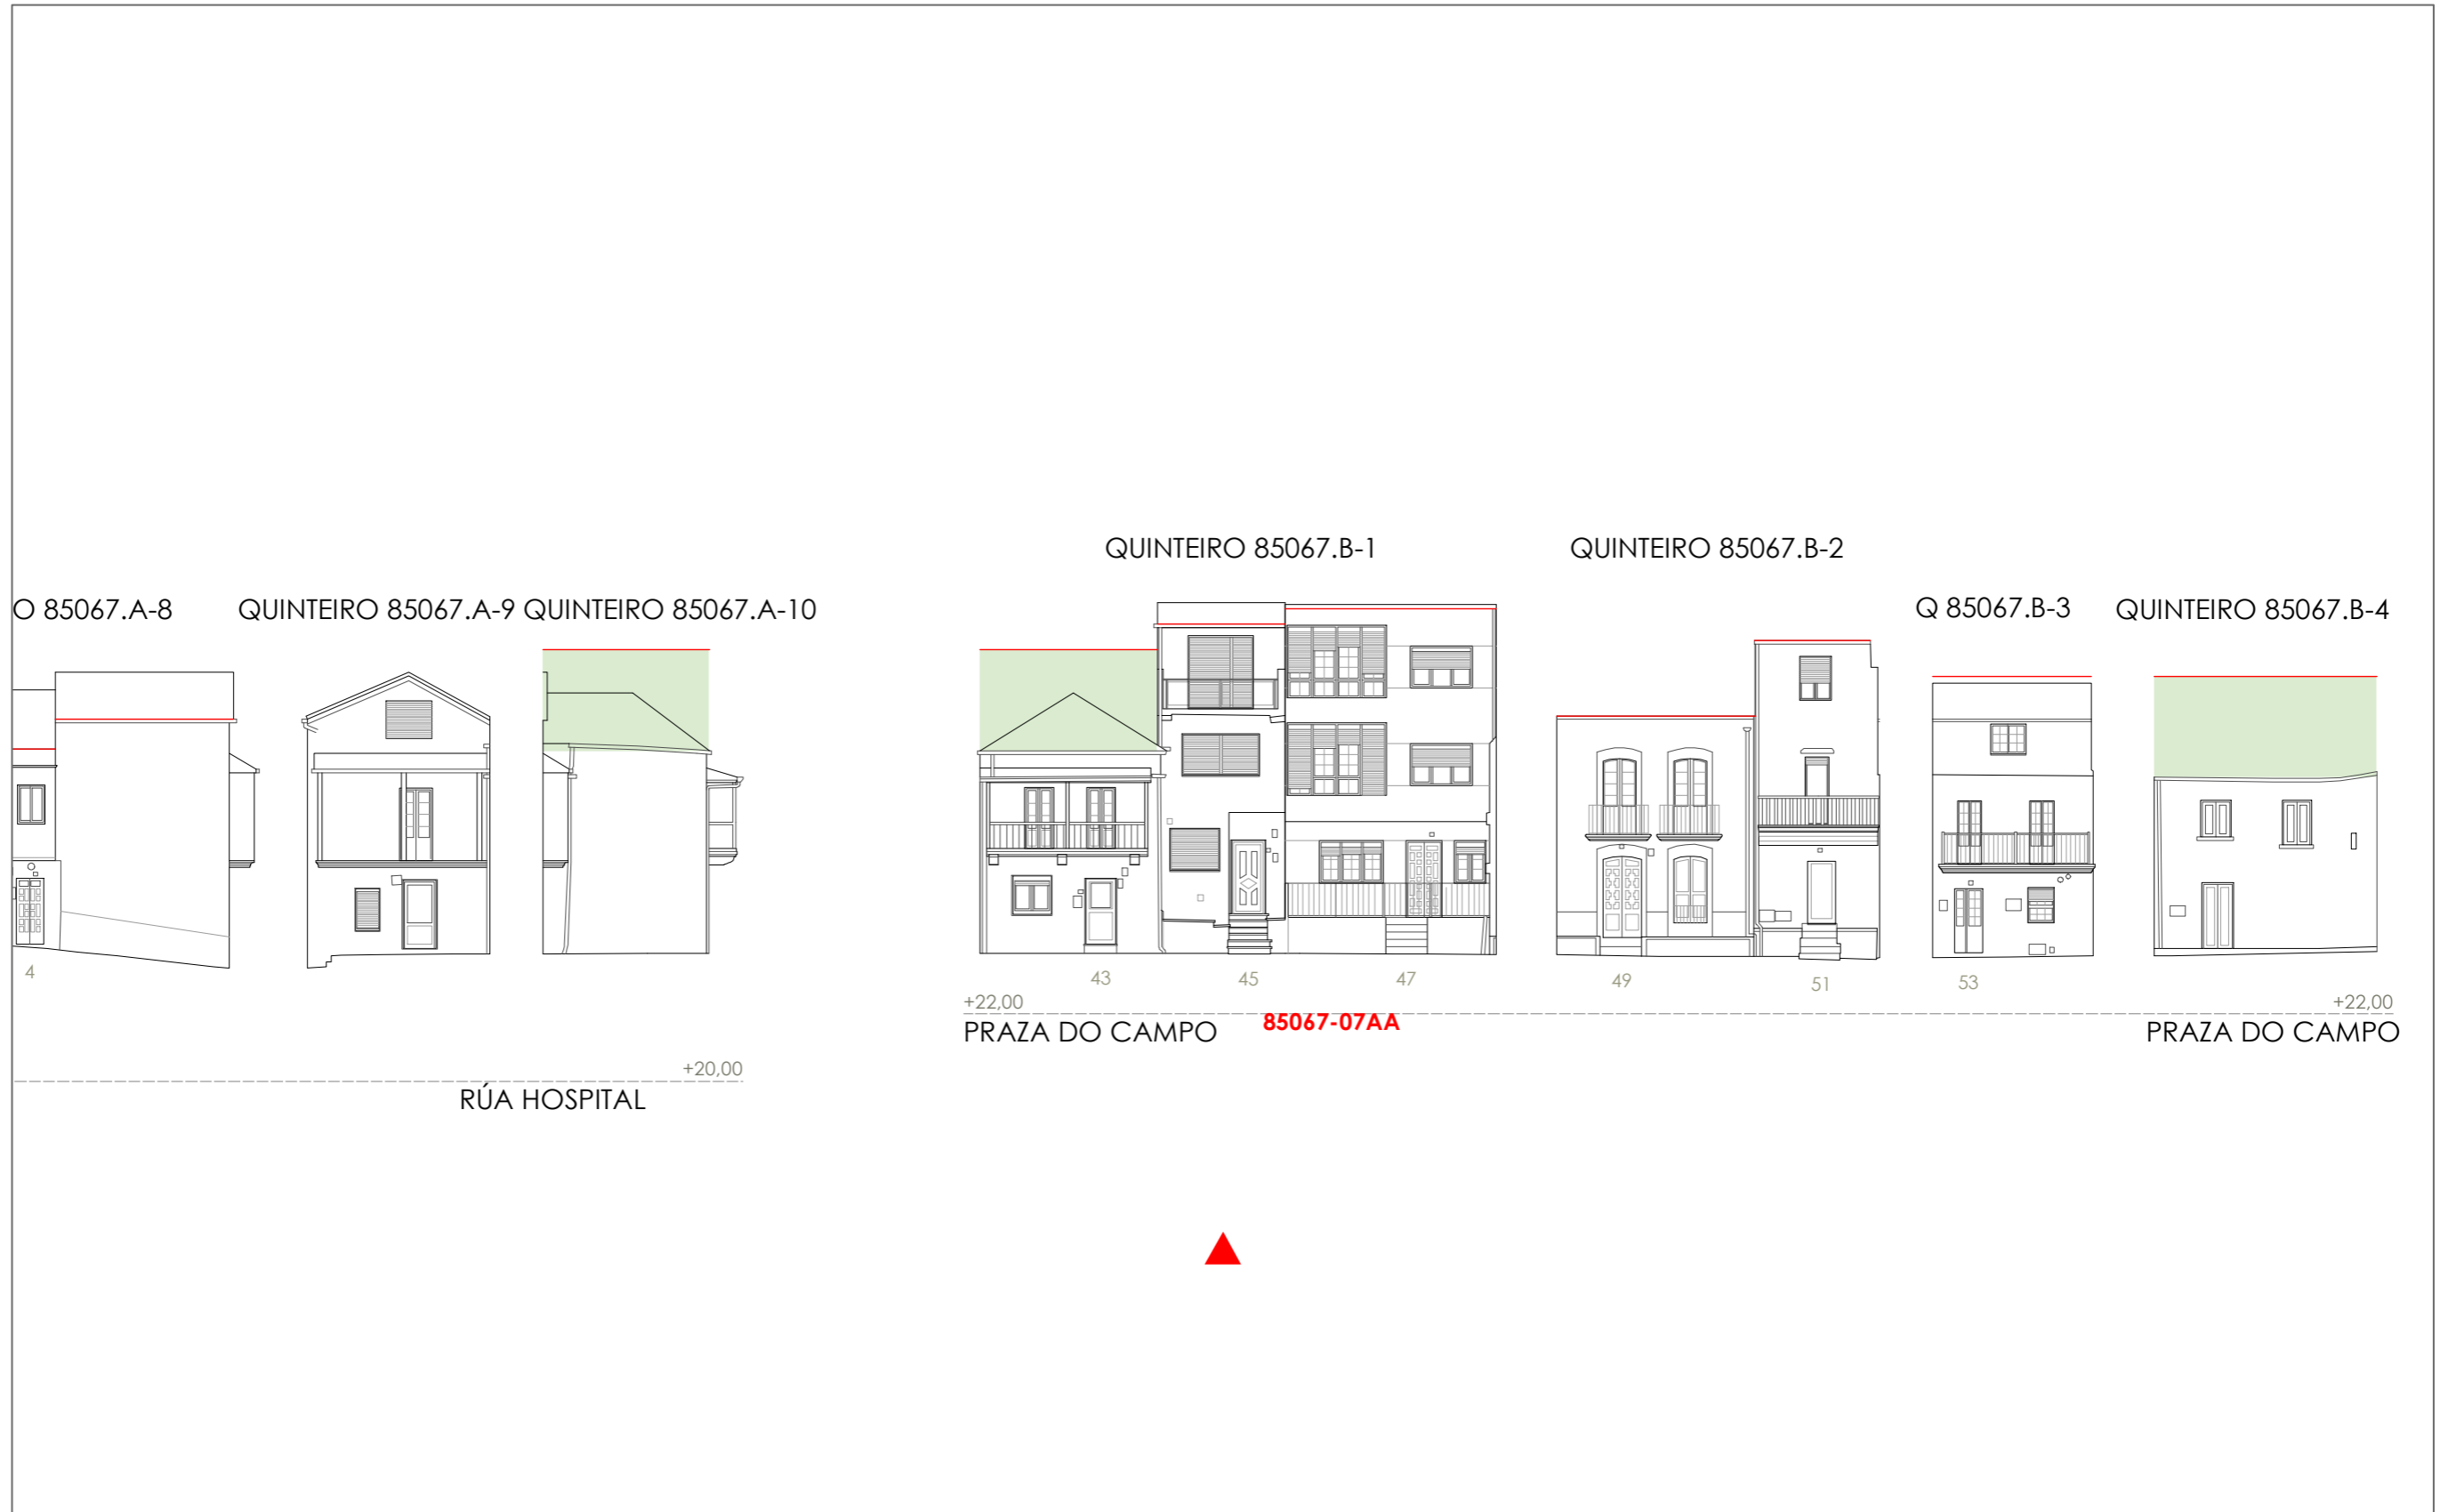 QUINTEIRO 85067.B-1
QUINTEIRO 85067.B-2
O 85067.A-8
QUINTEIRO 85067.A-9
QUINTEIRO 85067.A-10
Q 85067.B-3
QUINTEIRO 85067.B-4
4
43
45
47
49
51
53
+22,00
+22,00
PRAZA DO CAMPO
85067-07AA
PRAZA DO CAMPO
+20,00
RÚA HOSPITAL